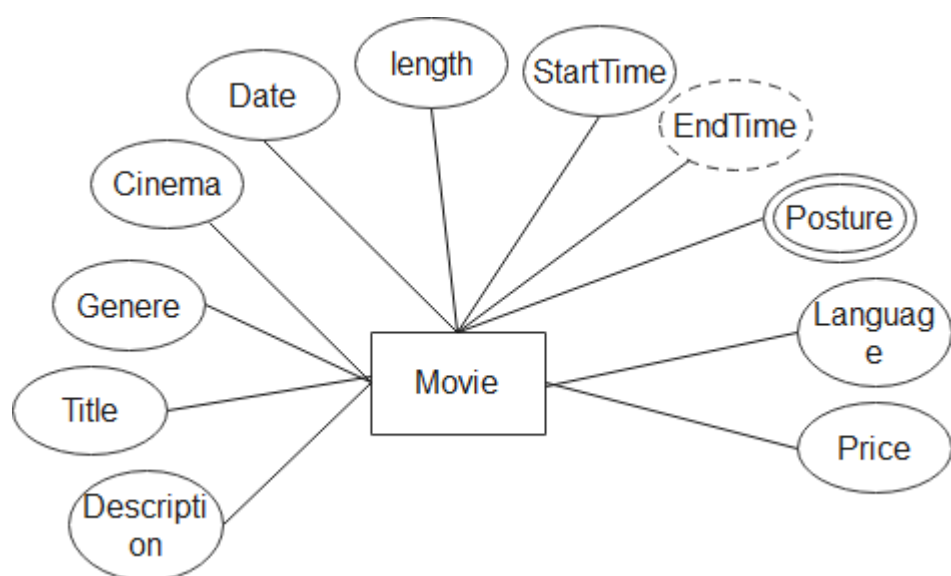 length
StartTime
Date
EndTime
Cinema
Posture
Genere
Languag
e
Movie
Title
Price
Descripti
on